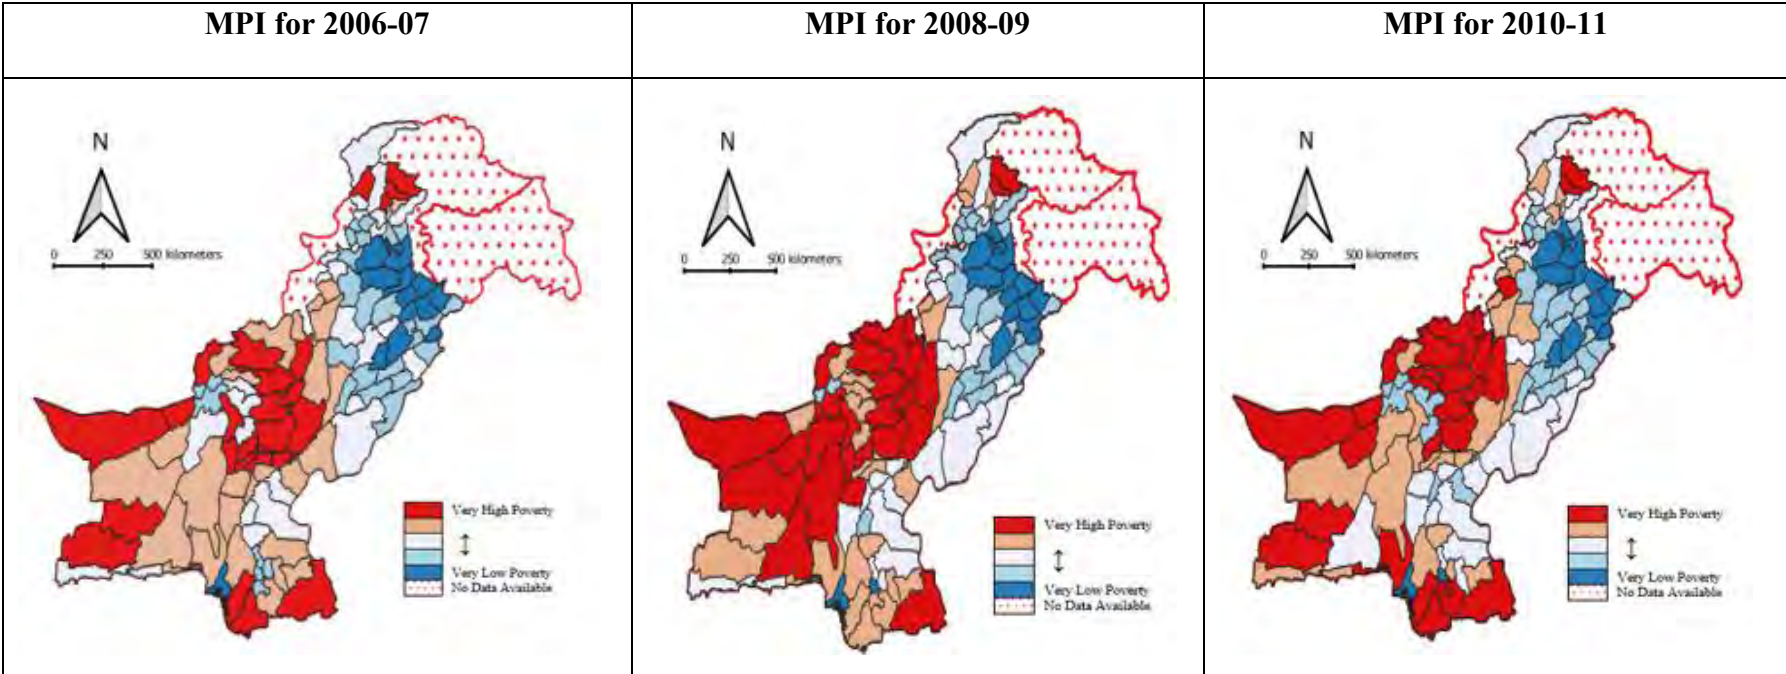 MPI for 2006-07
MPI for 2008-09
MPI for 2010-11
N
0 250 500 kilometers
Very High Poverty
↕
Very Low Poverty
No Data Available
N
0 250 500 kilometers
Very High Poverty
↕
Very Low Poverty
No Data Available
N
0 250 500 kilometers
Very High Poverty
↕
Very Low Poverty
No Data Available